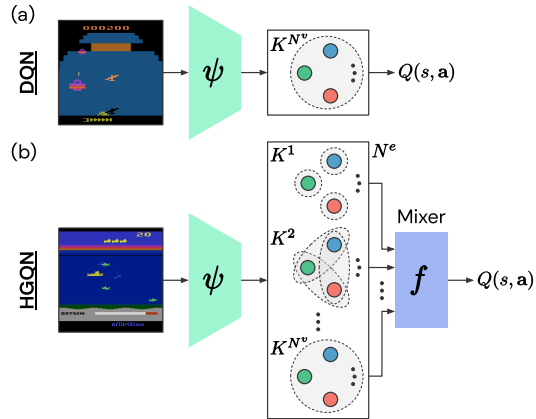 (a)
DQN
000200
ψ
K^{N^v}
Q(s, a)
(b)
HGQN
20
OXYGEN
ACTIVISION
ψ
K^1
N^e
K^2
K^{N^v}
Mixer
f
Q(s, a)